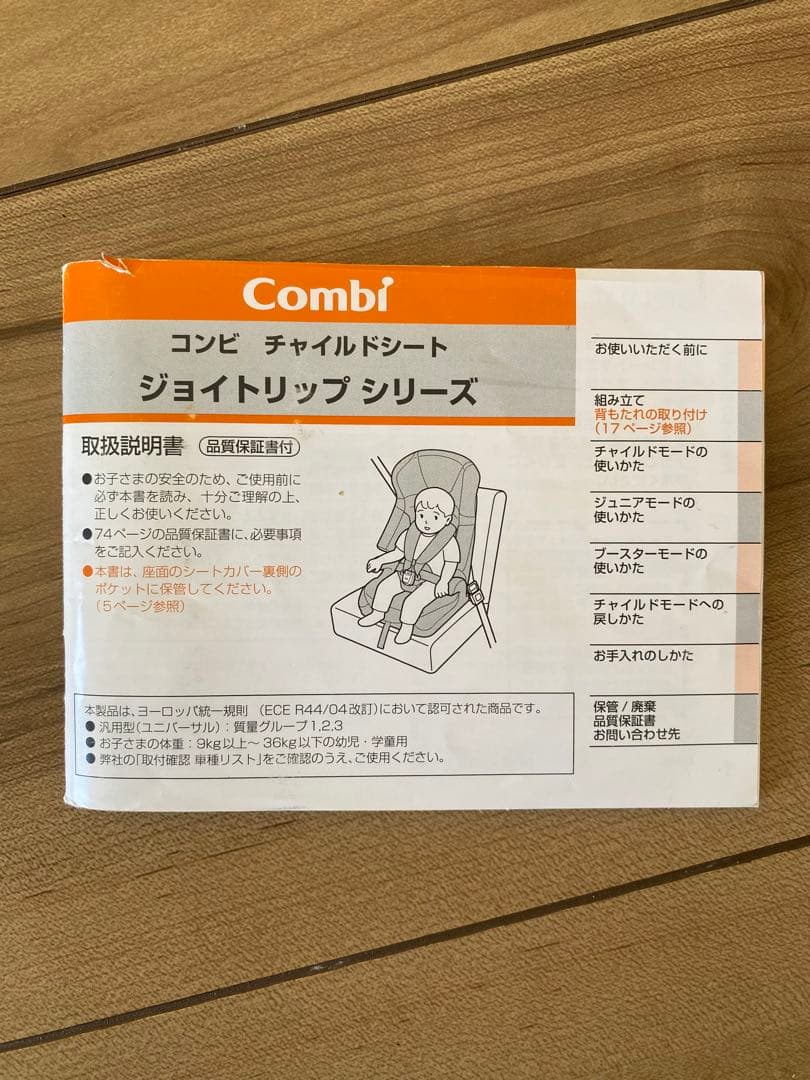 Combi
コンビ チャイルドシート
ジョイトリップ シリーズ
取扱説明書 品質保証書付
●お子さまの安全のため、ご使用前に
必ず本書を読み、十分ご理解の上、
正しくお使いください。
●74ページの品質保証書に、必要事項
をご記入ください。
●本書は、座面のシートカバー裏側の
ポケットに保管してください。
(5ページ参照)
本製品は、ヨーロッパ統一規則 (ECE R44/04改訂)において認可された商品です。
● 汎用型(ユニバーサル):質量グループ1,2,3
● お子さまの体重:9kg以上~36kg以下の幼児・学童用
● 弊社の「取付確認 車種リスト」をご確認のうえ、ご使用ください。
お使いいただく前に
組み立て
背もたれの取り付け
(17ページ参照)
チャイルドモードの
使いかた
ジュニアモードの
使いかた
ブースターモードの
使いかた
チャイルドモードへの
戻しかた
お手入れのしかた
保管/廃棄
品質保証書
お問い合わせ先